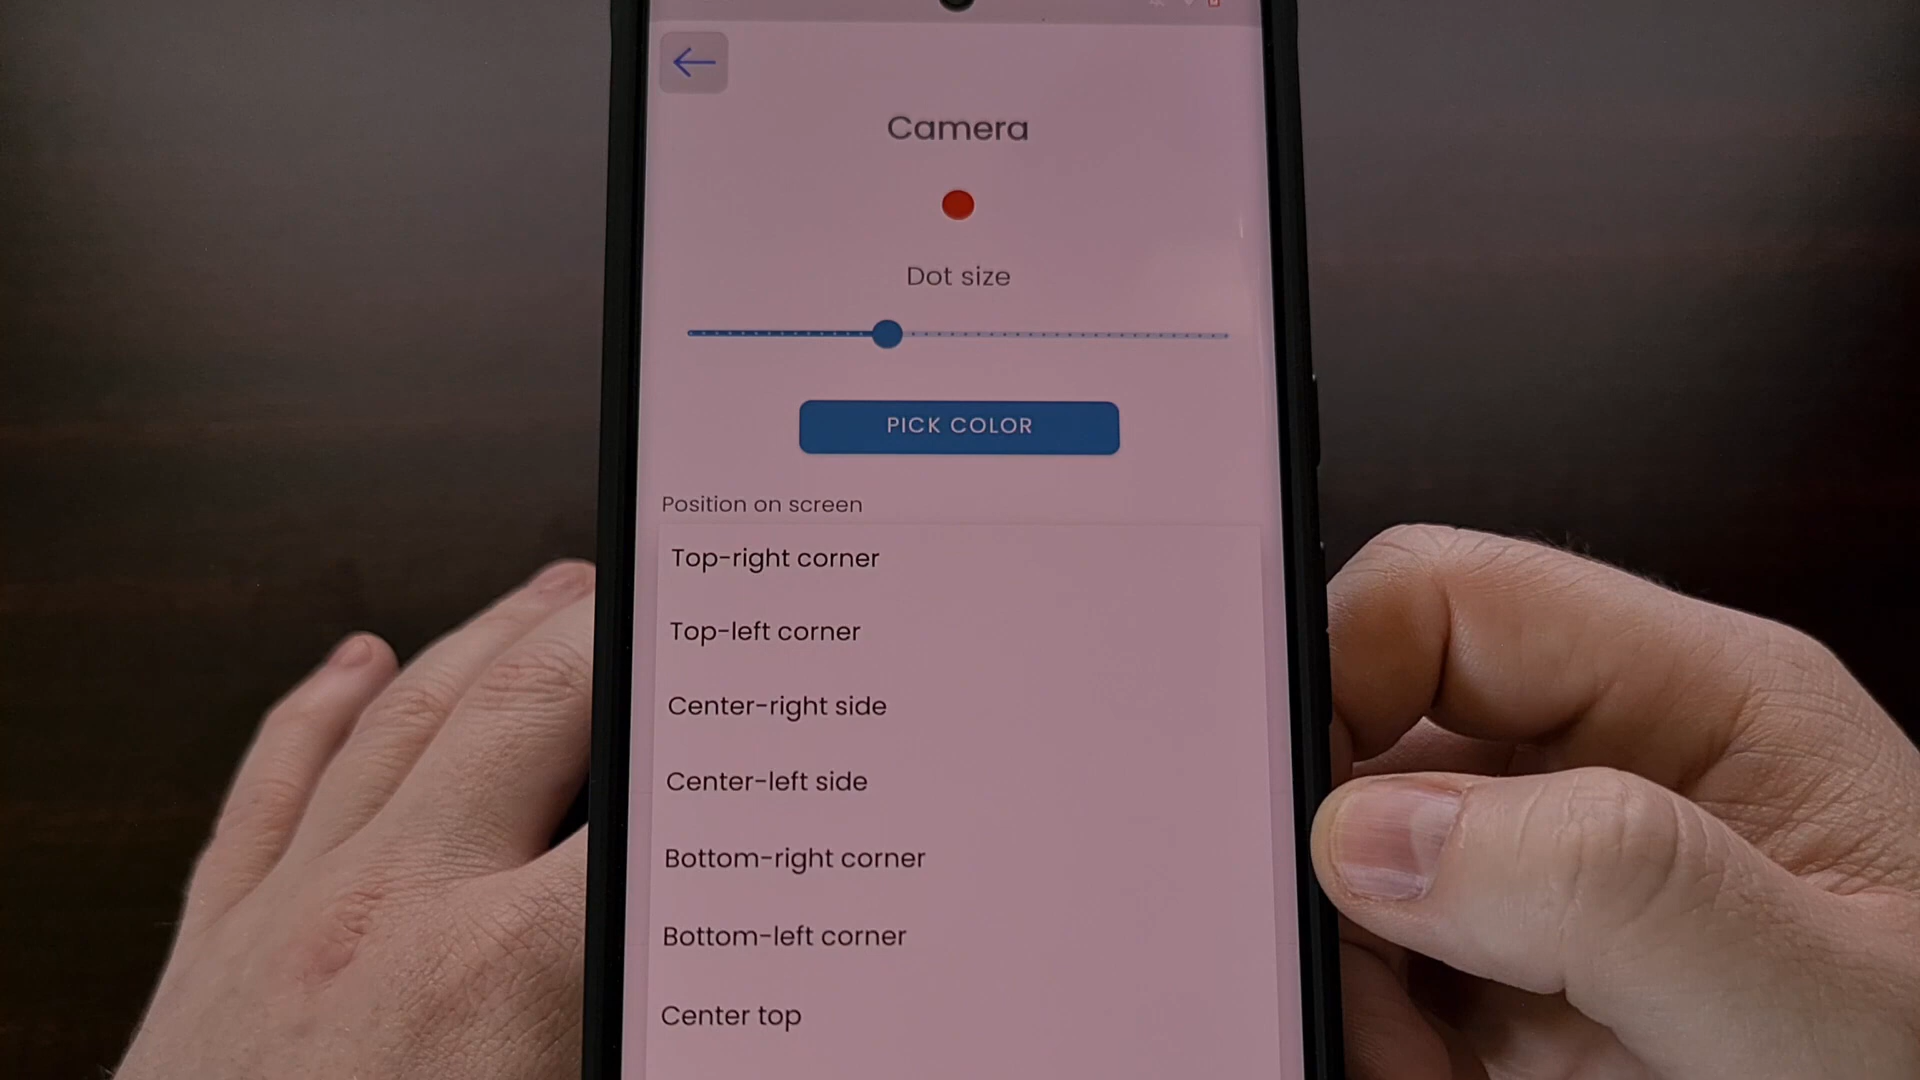 Camera
Dot size
PICK COLOR
Position on screen
Top-right corner
Top-left corner
Center-right side
Center-left side
Bottom-right corner
Bottom-left corner
Center top